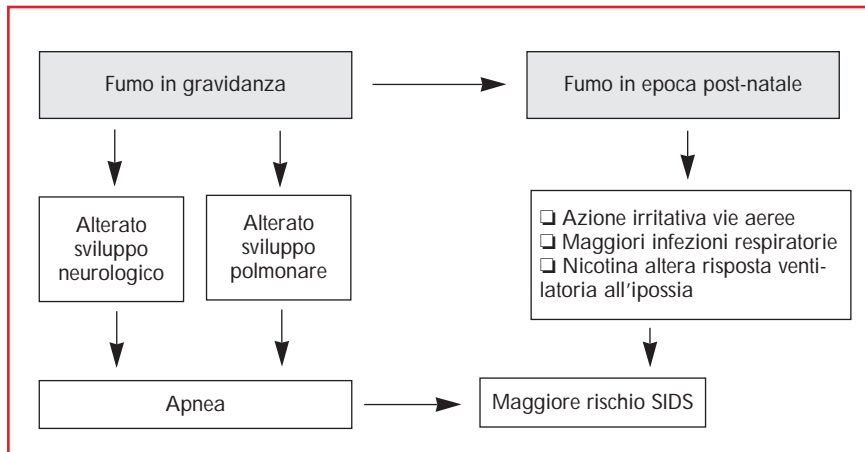 Fumo in gravidanza
Fumo in epoca post-natale
Alterato
sviluppo
neurologico
Alterato
sviluppo
polmonare
❏ Azione irritativa vie aeree
❏ Maggiori infezioni respiratorie
❏ Nicotina altera risposta venti-
latoria all'ipossia
Apnea
Maggiore rischio SIDS